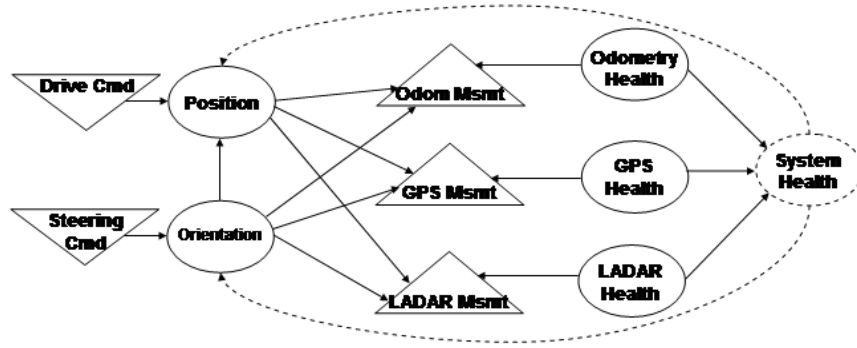 Drive Cmd
Position
Odom Msmt
Odometry
Health
GPS Msmt
GPS
Health
System
Health
Steering
Cmd
Orientation
LADAR Msmt
LADAR
Health